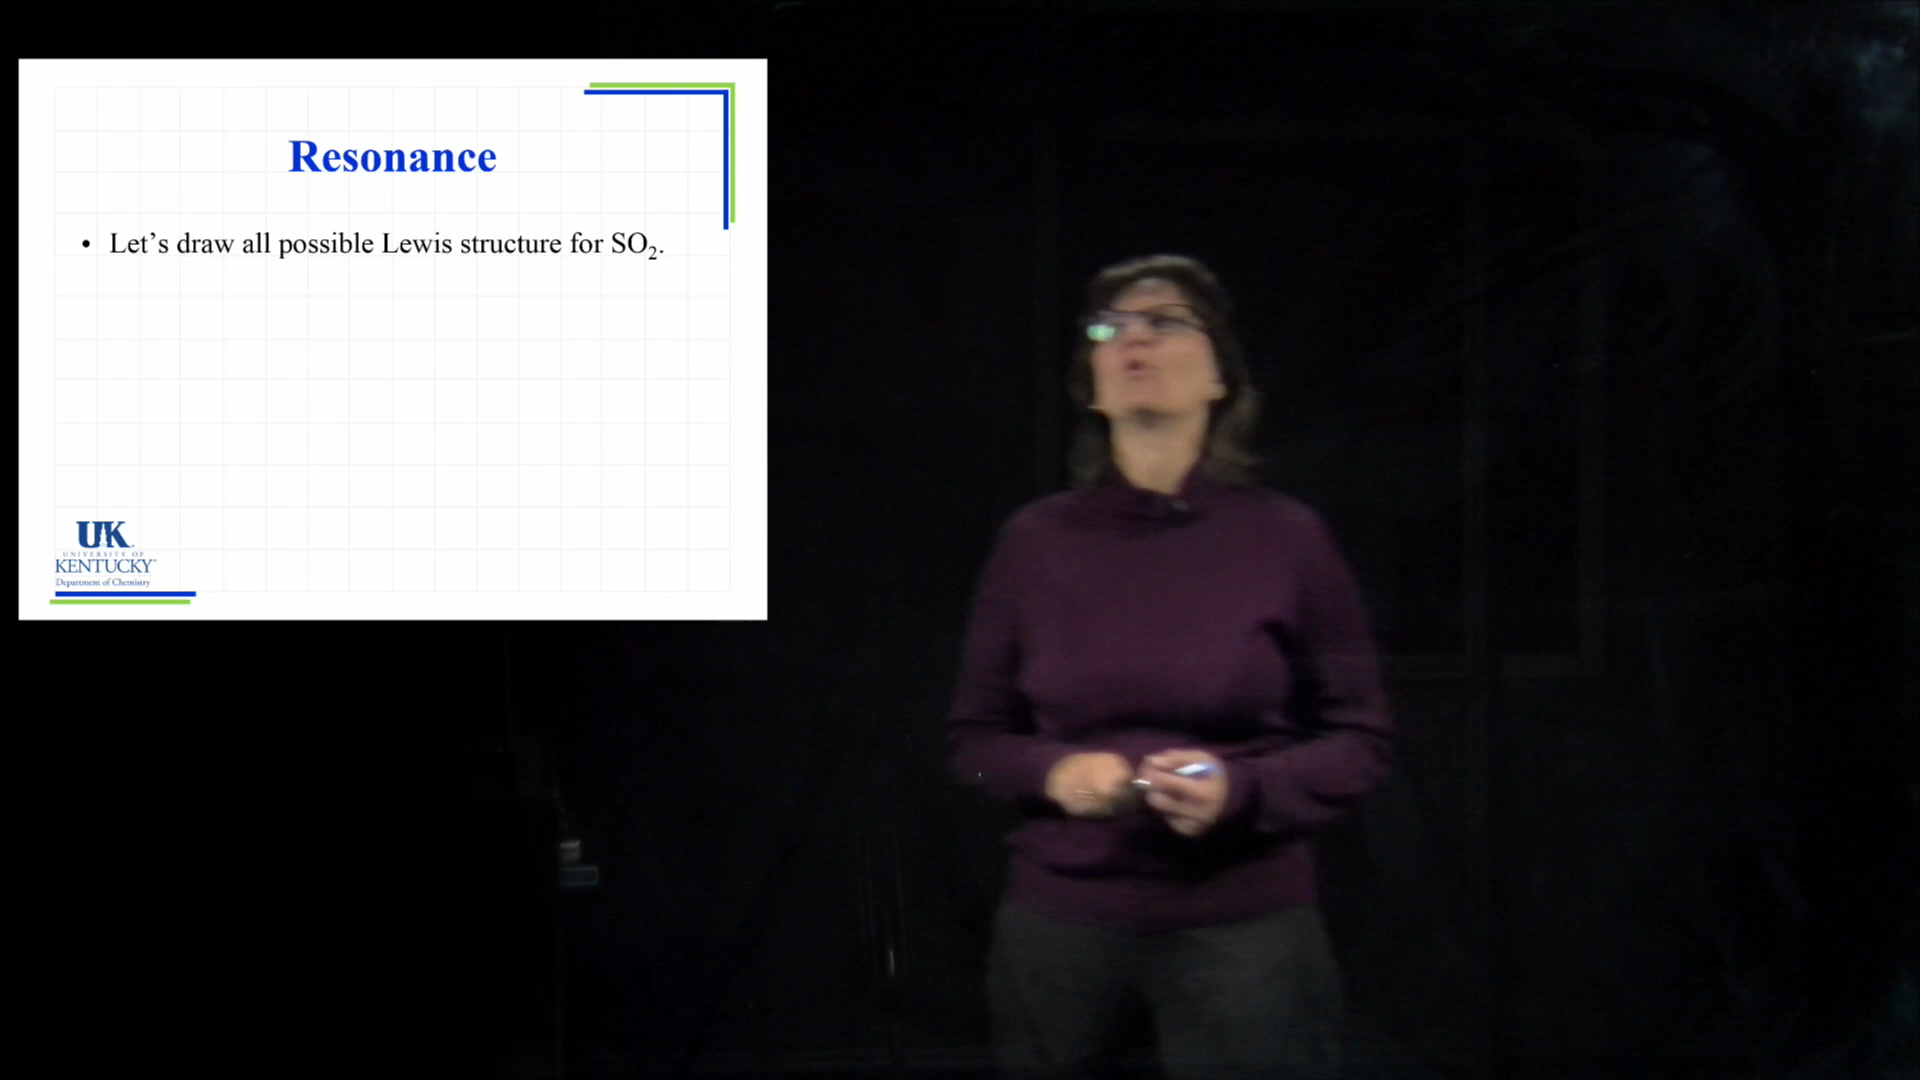 Resonance
• Let’s draw all possible Lewis structure for SO₂.
UK
UNIVERSITY OF
KENTUCKY
Department of Chemistry